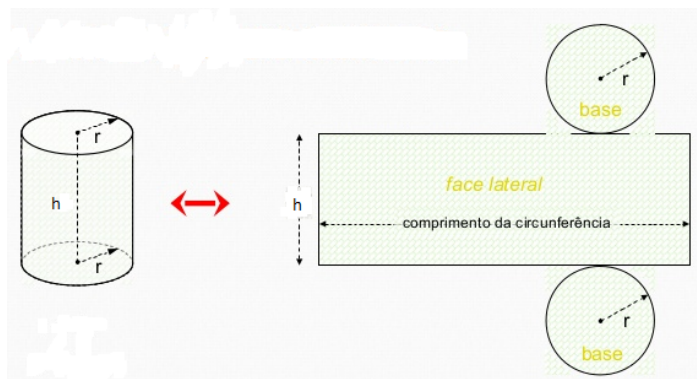 r
h
r
h
r
base
face lateral
comprimento da circunferência
r
base